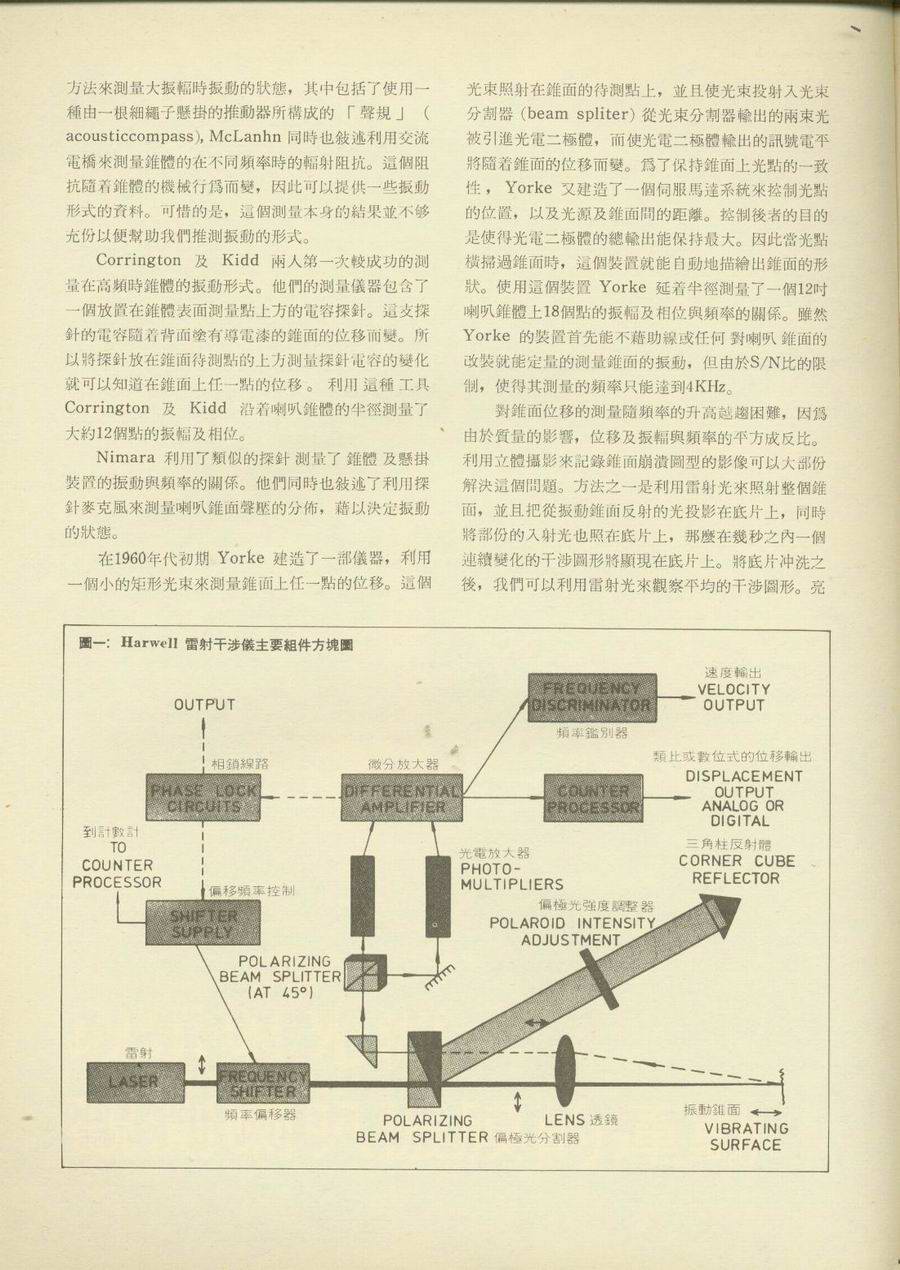 方法來測量大振幅時振動的狀態，其中包括了使用一
種由一根細繩子懸掛的推動器所構成的「聲規」（
acousticcompass), McLanhn 同時也敍述利用交流
電橋來測量錐體的在不同頻率時的輻射阻抗。這個阻
抗隨着錐體的機械行爲而變，因此可以提供一些振動
形式的資料。可惜的是，這個測量本身的結果並不够
充份以便幫助我們推測振動的形式。
Corrington 及 Kidd 兩人第一次較成功的測
量在高頻時錐體的振動形式。他們的測量儀器包含了
一個放置在錐體表面測量點上方的電容探針。這支探
針的電容隨着背面塗有導電漆的錐面的位移而變。所
以將探針放在錐面待測點的上方測量探針電容的變化
就可以知道在錐面上任一點的位移。利用這種工具
Corrington 及 Kidd 沿着喇叭錐體的半徑測量了
大約12個點的振幅及相位。
Nimara 利用了類似的探針測量了錐體及懸掛
裝置的振動與頻率的關係。他們同時也敍述了利用探
針麥克風來測量喇叭錐面聲壓的分佈，藉以決定振動
的狀態。
在1960年代初期 Yorke 建造了一部儀器，利用
一個小的矩形光束來測量錐面上任一點的位移。這個
光束照射在錐面的待測點上，並且使光束投射入光束
分割器 (beam spliter) 從光束分割器輸出的兩束光
被引進光電二極體，而使光電二極體輸出的訊號電平
將隨着錐面的位移而變。爲了保持錐面上光點的一致
性，Yorke 又建造了一個伺服馬達系統來控制光點
的位置，以及光源及錐面間的距離。控制後者的目的
是使得光電二極體的總輸出能保持最大。因此當光點
橫掃過錐面時，這個裝置就能自動地描繪出錐面的形
狀。使用這個裝置 Yorke 延着半徑測量了一個12吋
喇叭錐體上18個點的振幅及相位與頻率的關係。雖然
Yorke 的裝置首先能不藉助線或任何對喇叭錐面的
改裝就能定量的測量錐面的振動，但由於S/N比的限
制，使得其測量的頻率只能達到4KHz。
對錐面位移的測量隨頻率的升高越趨困難，因爲
由於質量的影響，位移及振幅與頻率的平方成反比。
利用立體攝影來記錄錐面崩潰圖型的影像可以大部份
解決這個問題。方法之一是利用雷射光來照射整個錐
面，並且把從振動錐面反射的光投影在底片上，同時
將部份的入射光也照在底片上，那麼在幾秒之內一個
連續變化的干涉圖形將顯現在底片上。將底片冲洗之
後，我們可以利用雷射光來觀察平均的干涉圖形。亮
圖一: Harwell 雷射干涉儀主要組件方塊圖
OUTPUT
FREQUENCY
DISCRIMINATOR
頻率鑑別器
速度輸出
VELOCITY
OUTPUT
相鎖線路
PHASE LOCK
CIRCUITS
微分放大器
DIFFERENTIAL
AMPLIFIER
COUNTER
PROCESSOR
類比或數位式的位移輸出
DISPLACEMENT
OUTPUT
ANALOG OR
DIGITAL
到計數計
TO
COUNTER
PROCESSOR
偏移頻率控制
SHIFTER
SUPPLY
光電放大器
PHOTO-
MULTIPLIERS
三角柱反射體
CORNER CUBE
REFLECTOR
偏極光強度調整器
POLAROID INTENSITY
ADJUSTMENT
POLARIZING
BEAM SPLITTER
(AT 45°)
雷射
LASER
FREQUENCY
SHIFTER
頻率偏移器
POLARIZING
BEAM SPLITTER 偏極光分割器
LENS 透鏡
振動錐面
VIBRATING
SURFACE